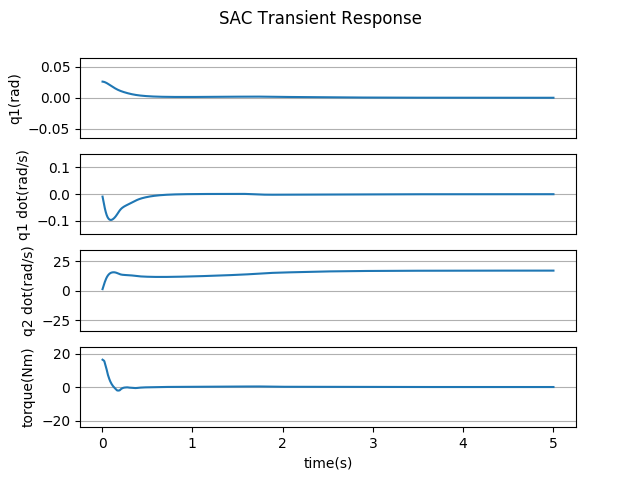 SAC Transient Response
q1(rad)
0.05
0.00
−0.05
q1 dot(rad/s)
0.1
0.0
−0.1
q2 dot(rad/s)
25
0
−25
torque(Nm)
20
0
−20
0 1 2 3 4 5
time(s)